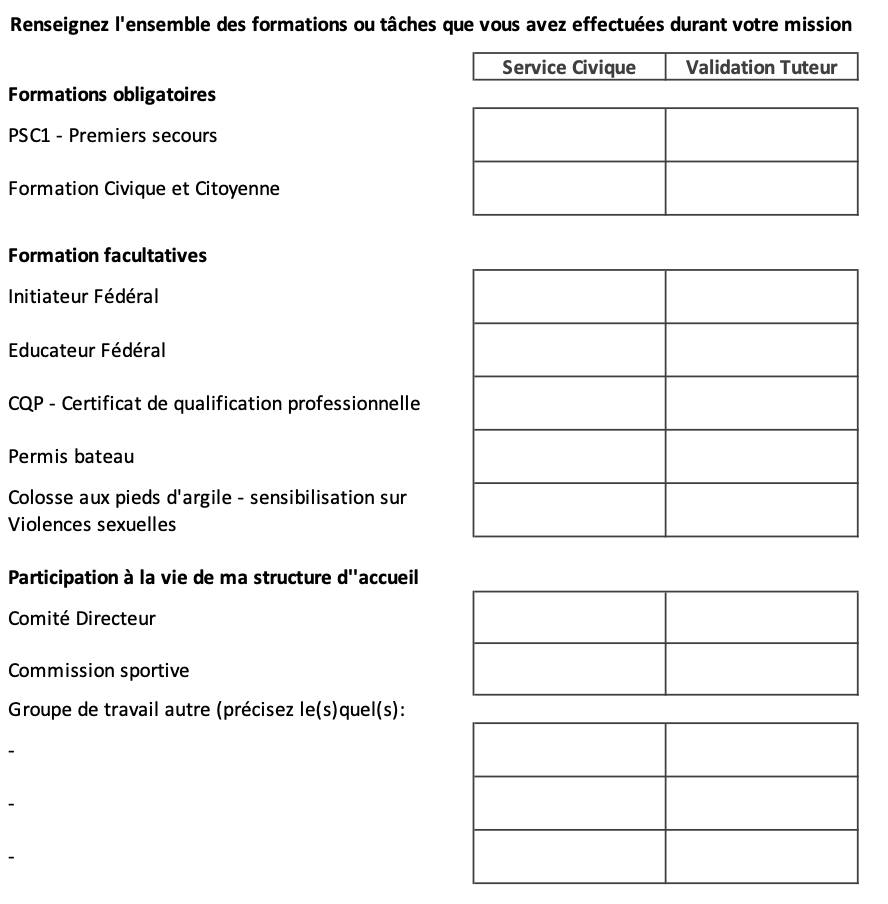 Renseignez l'ensemble des formations ou tâches que vous avez effectuées durant votre mission
Service Civique Validation Tuteur
Formations obligatoires
PSC1 - Premiers secours
Formation Civique et Citoyenne
Formation facultatives
Initiateur Fédéral
Educateur Fédéral
CQP - Certificat de qualification professionnelle
Permis bateau
Colosse aux pieds d'argile - sensibilisation sur
Violences sexuelles
Participation à la vie de ma structure d''accueil
Comité Directeur
Commission sportive
Groupe de travail autre (précisez le(s)quel(s):
-
-
-